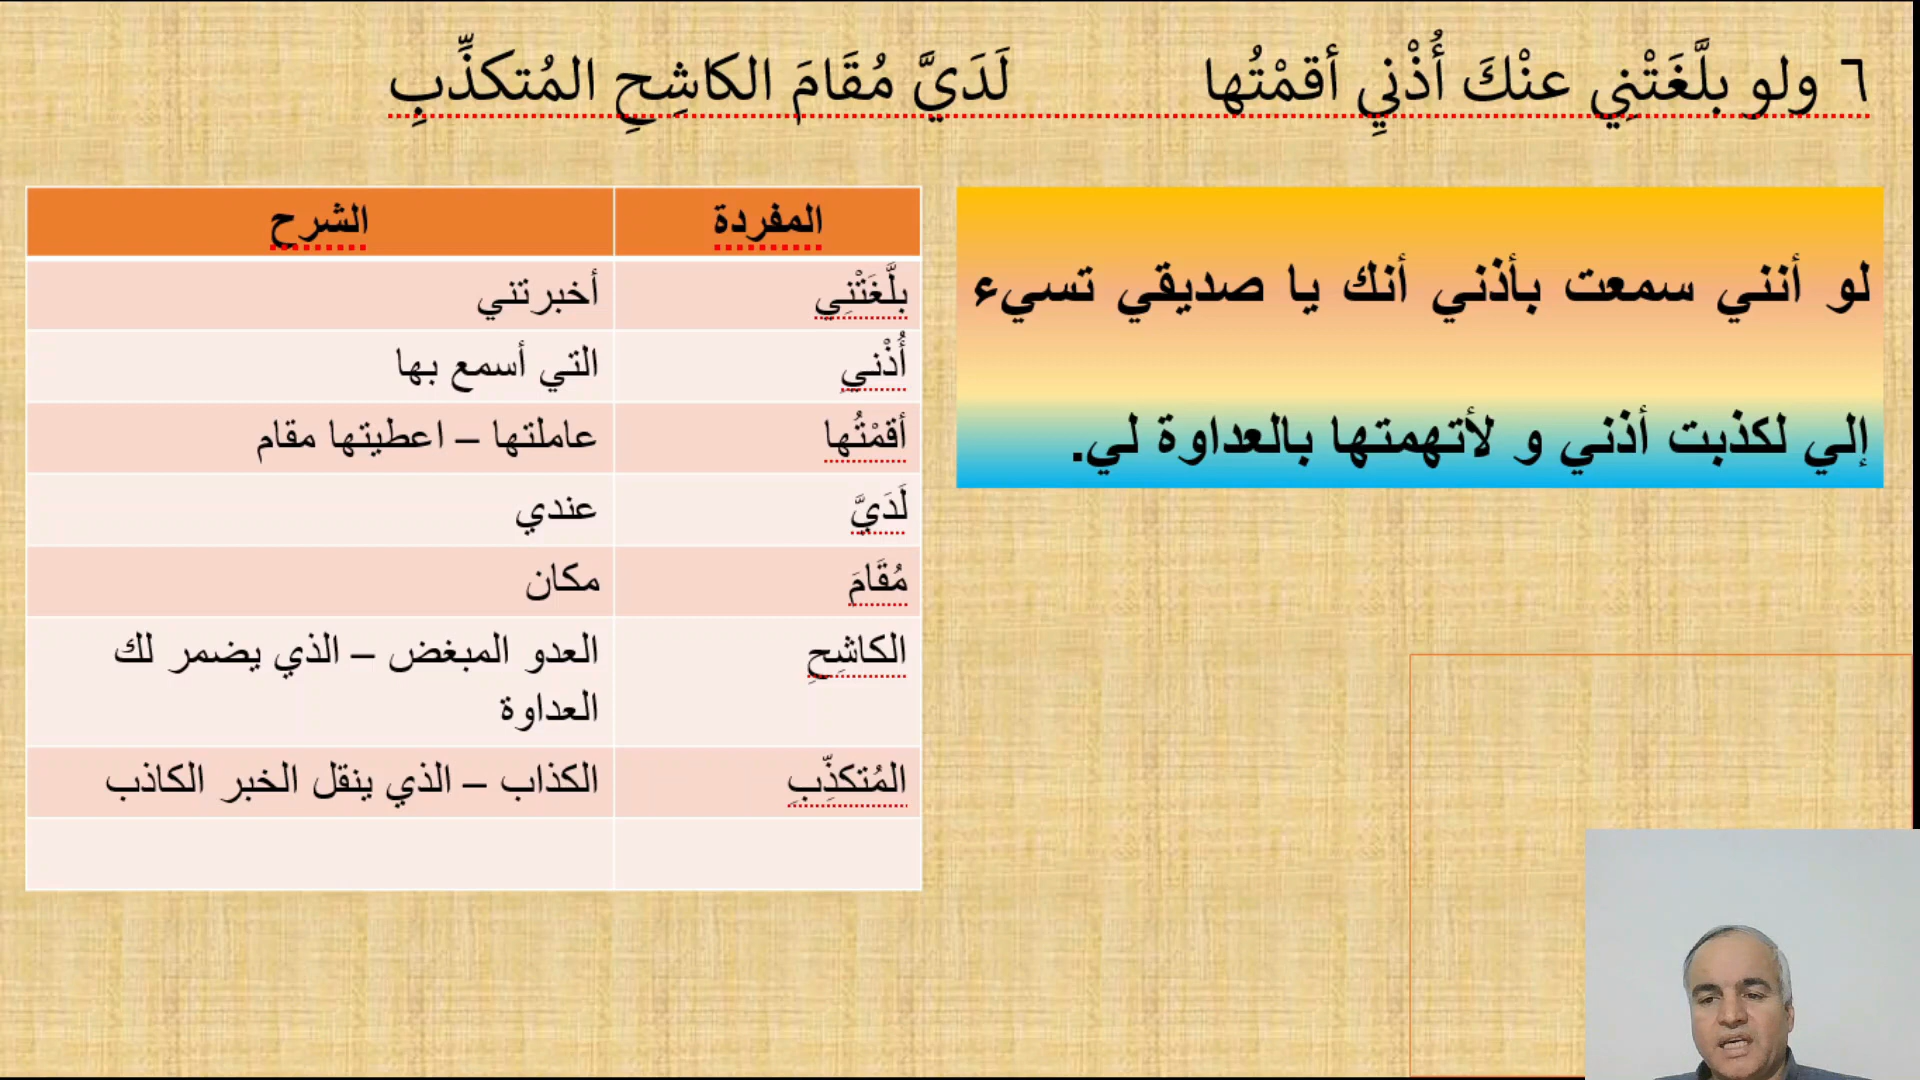 ٦ ولو بلَّغَتْنِي عنْكَ أُذْنيِ أقمْتُها لَدَيَّ مُقَامَ الكاشِحِ المُتكذِّبِ
لو أنني سمعت بأذني أنك يا صديقي تسيء
إلي لكذبت أذني و لأتهمتها بالعداوة لي.
المفردة الشرح
بلَّغَتْنِي أخبرتني
أُذْنيِ التي أسمع بها
أقمْتُها عاملتها – اعطيتها مقام
لَدَيَّ عندي
مُقَامَ مكان
الكاشِحِ العدو المبغض – الذي يضمر لك
العداوة
المُتكذِّبِ الكذاب – الذي ينقل الخبر الكاذب